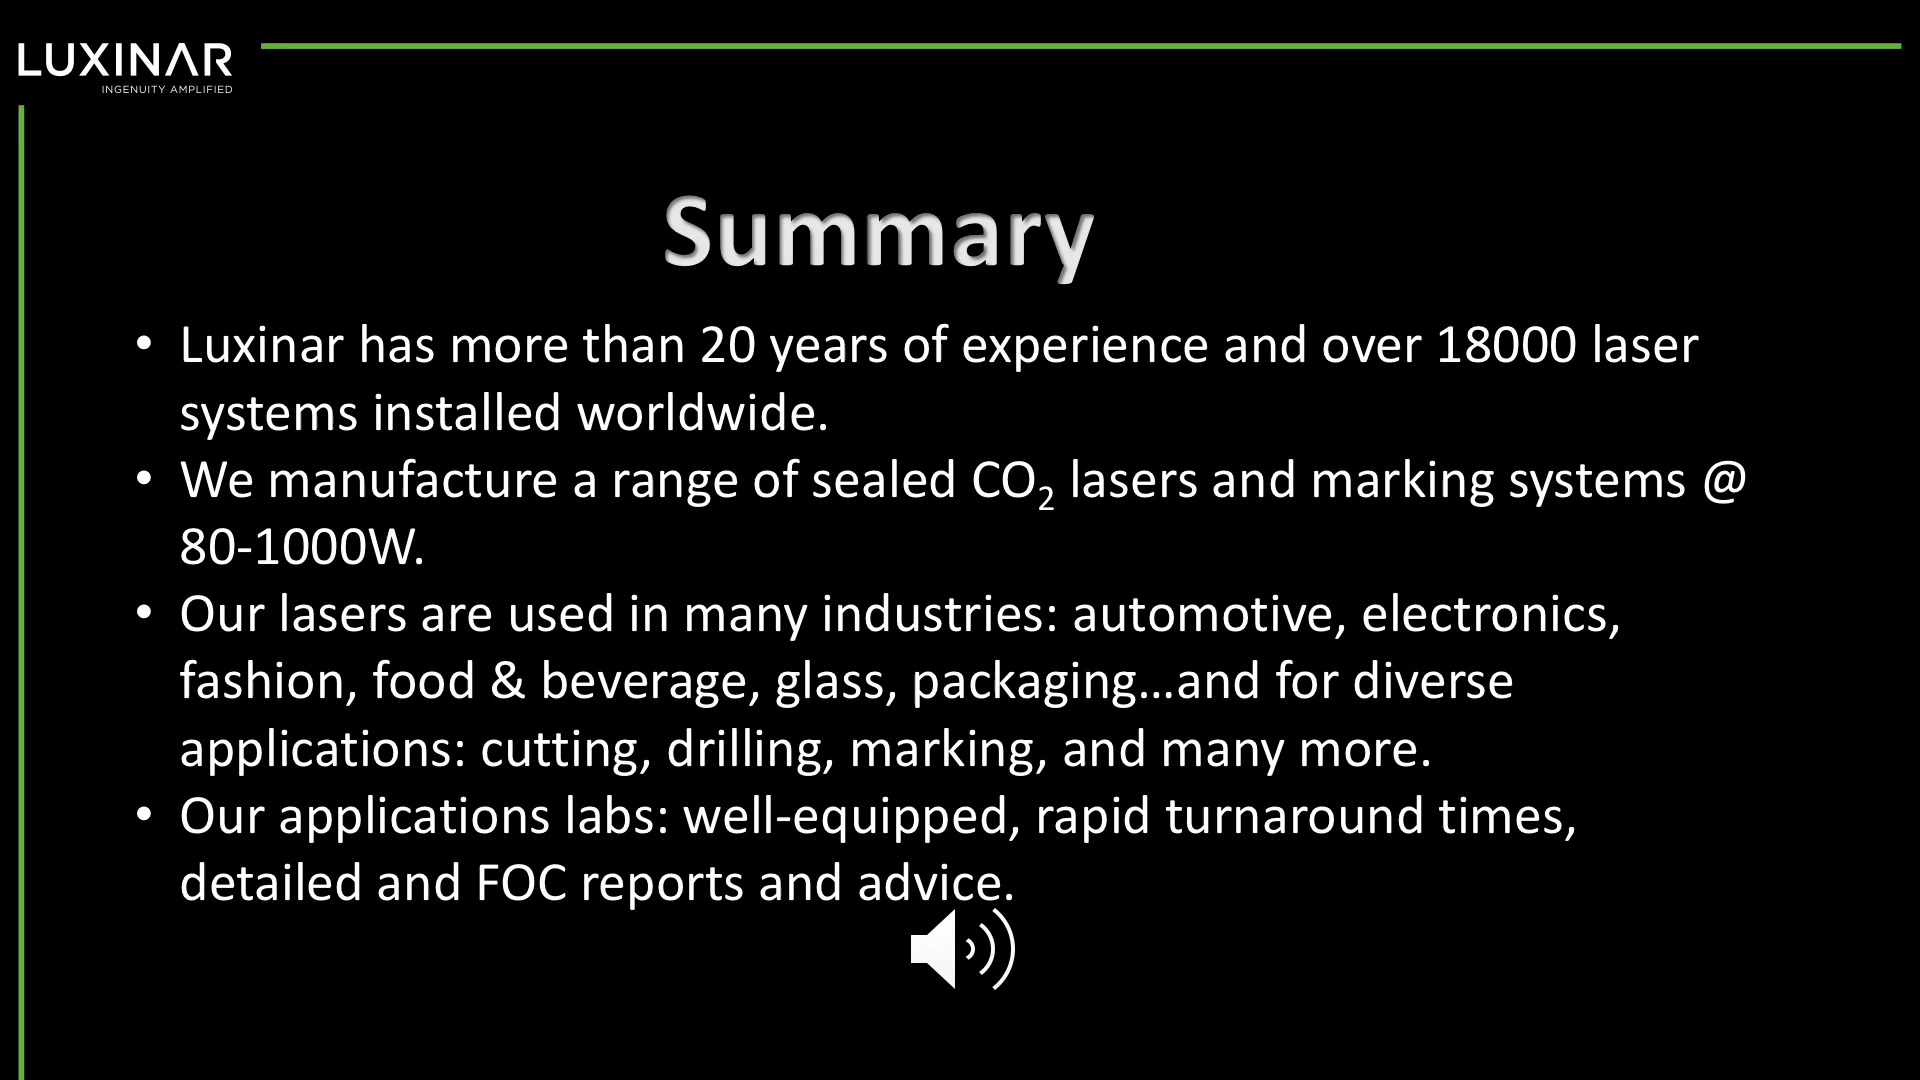 LUXINAR
INGENUITY AMPLIFIED
Summary
• Luxinar has more than 20 years of experience and over 18000 laser
systems installed worldwide.
• We manufacture a range of sealed CO₂ lasers and marking systems @
80-1000W.
• Our lasers are used in many industries: automotive, electronics,
fashion, food & beverage, glass, packaging…and for diverse
applications: cutting, drilling, marking, and many more.
• Our applications labs: well-equipped, rapid turnaround times,
detailed and FOC reports and advice.